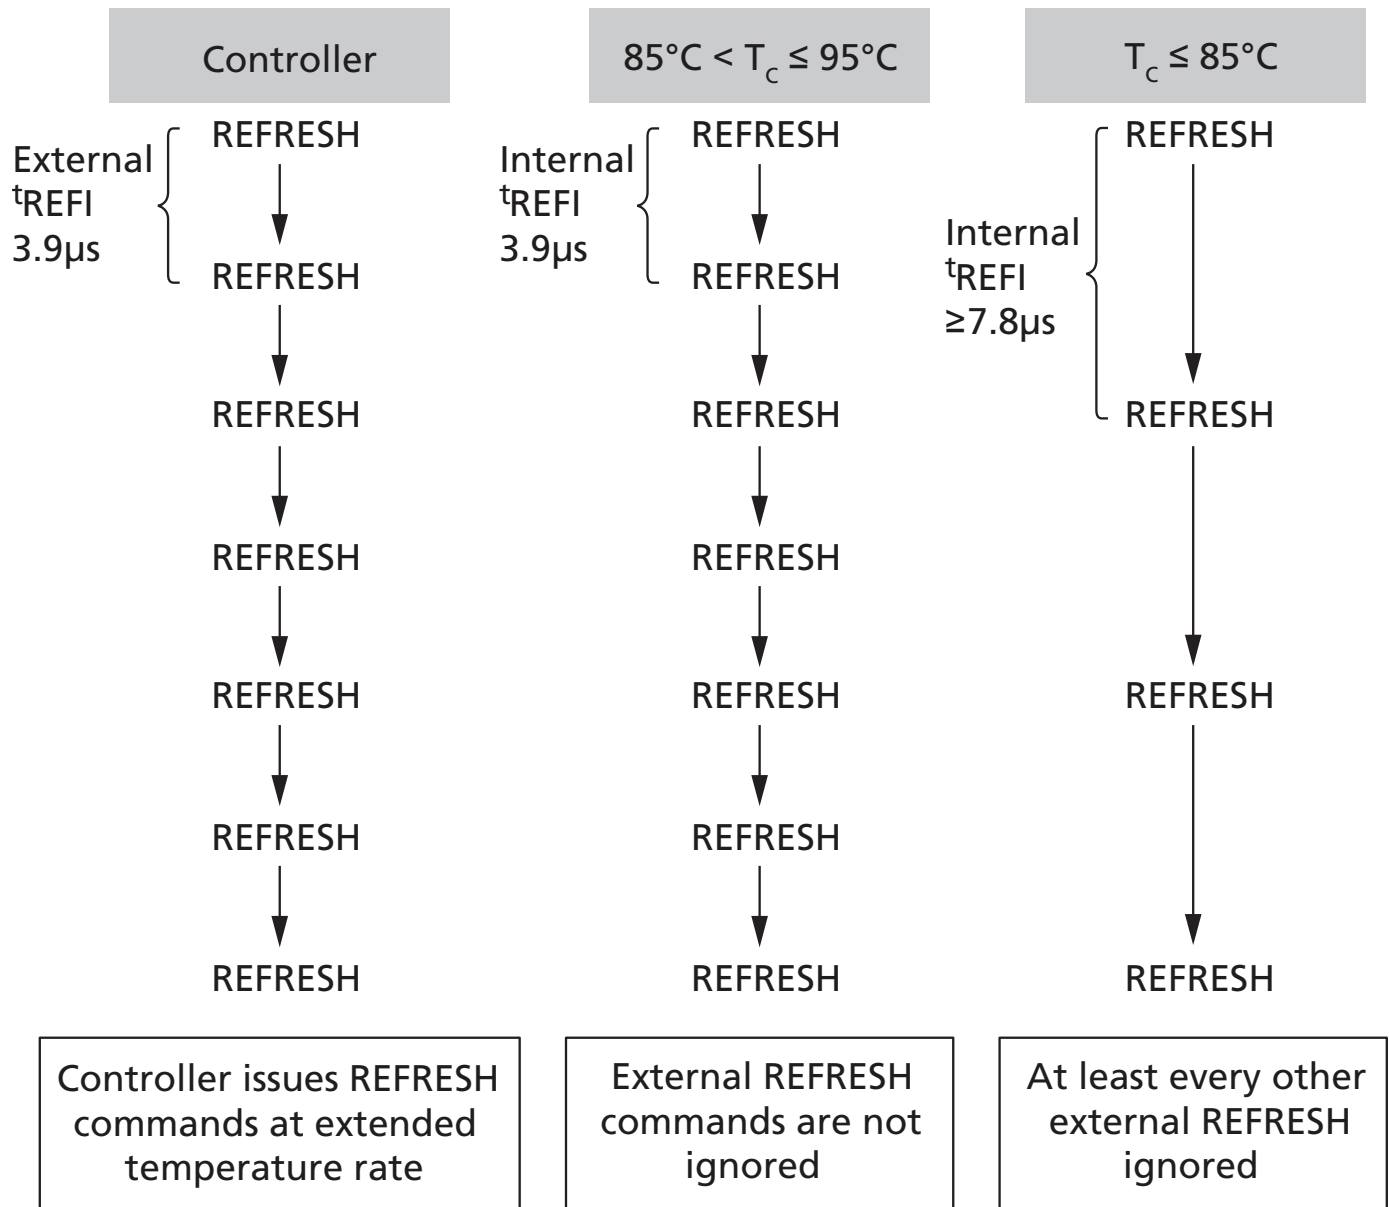 Controller
85°C < Tc ≤ 95°C
Tc ≤ 85°C
External
tREFI
3.9µs
REFRESH
REFRESH
REFRESH
REFRESH
REFRESH
REFRESH
REFRESH
Internal
tREFI
3.9µs
REFRESH
REFRESH
REFRESH
REFRESH
REFRESH
REFRESH
REFRESH
Internal
tREFI
≥7.8µs
REFRESH
REFRESH
REFRESH
REFRESH
Controller issues REFRESH
commands at extended
temperature rate
External REFRESH
commands are not
ignored
At least every other
external REFRESH
ignored